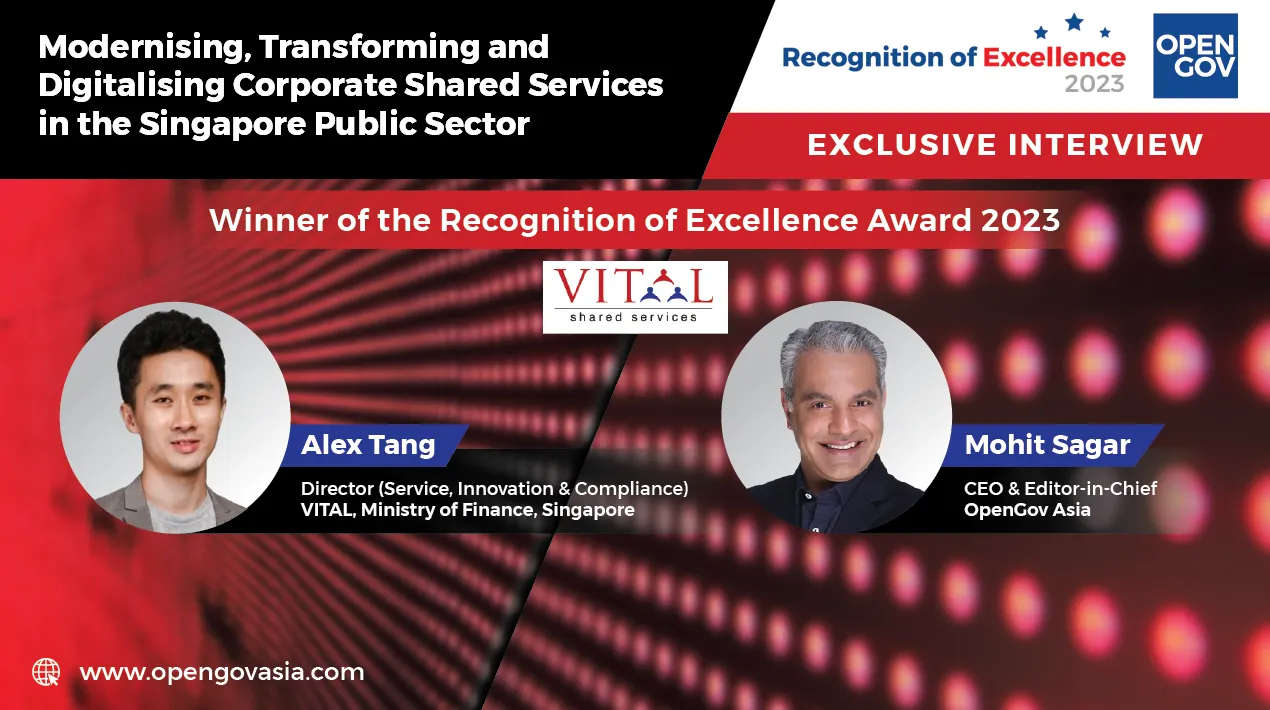 Modernising, Transforming and
Digitalising Corporate Shared Services
in the Singapore Public Sector
Recognition of Excellence
2023
OPEN
GOV
EXCLUSIVE INTERVIEW
Winner of the Recognition of Excellence Award 2023
VITAL
shared services
Alex Tang
Director (Service, Innovation & Compliance)
VITAL, Ministry of Finance, Singapore
Mohit Sagar
CEO & Editor-in-Chief
OpenGov Asia
www.opengovasia.com